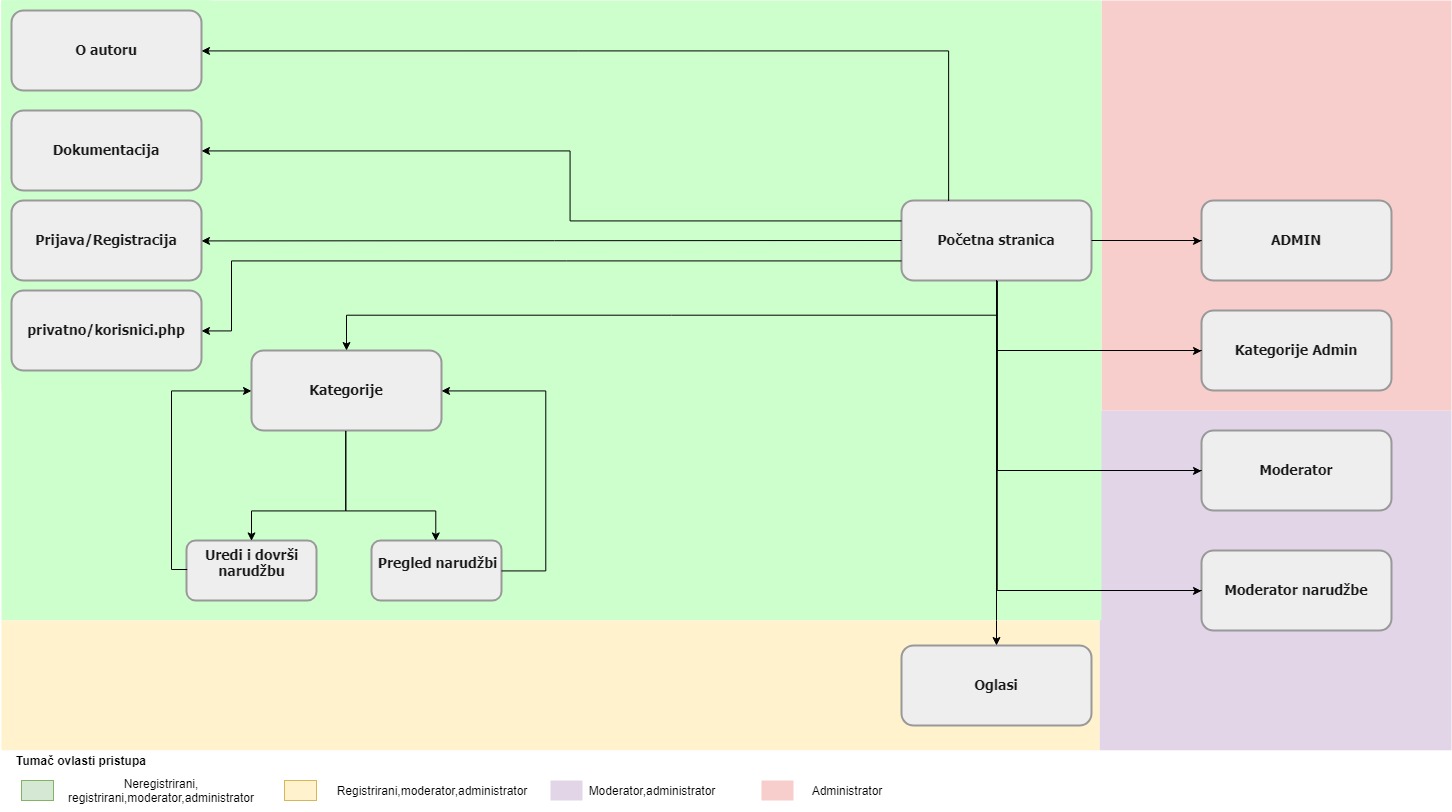 O autoru
Dokumentacija
Prijava/Registracija
Početna stranica
ADMIN
privatno/korisnici.php
Kategorije Admin
Kategorije
Moderator
Uredi i dovrši
narudžbu
Pregled narudžbi
Moderator narudžbe
Oglasi
Tumač ovlasti pristupa
Neregistrirani,
registrirani,moderator,administrator
Registrirani,moderator,administrator
Moderator,administrator
Administrator